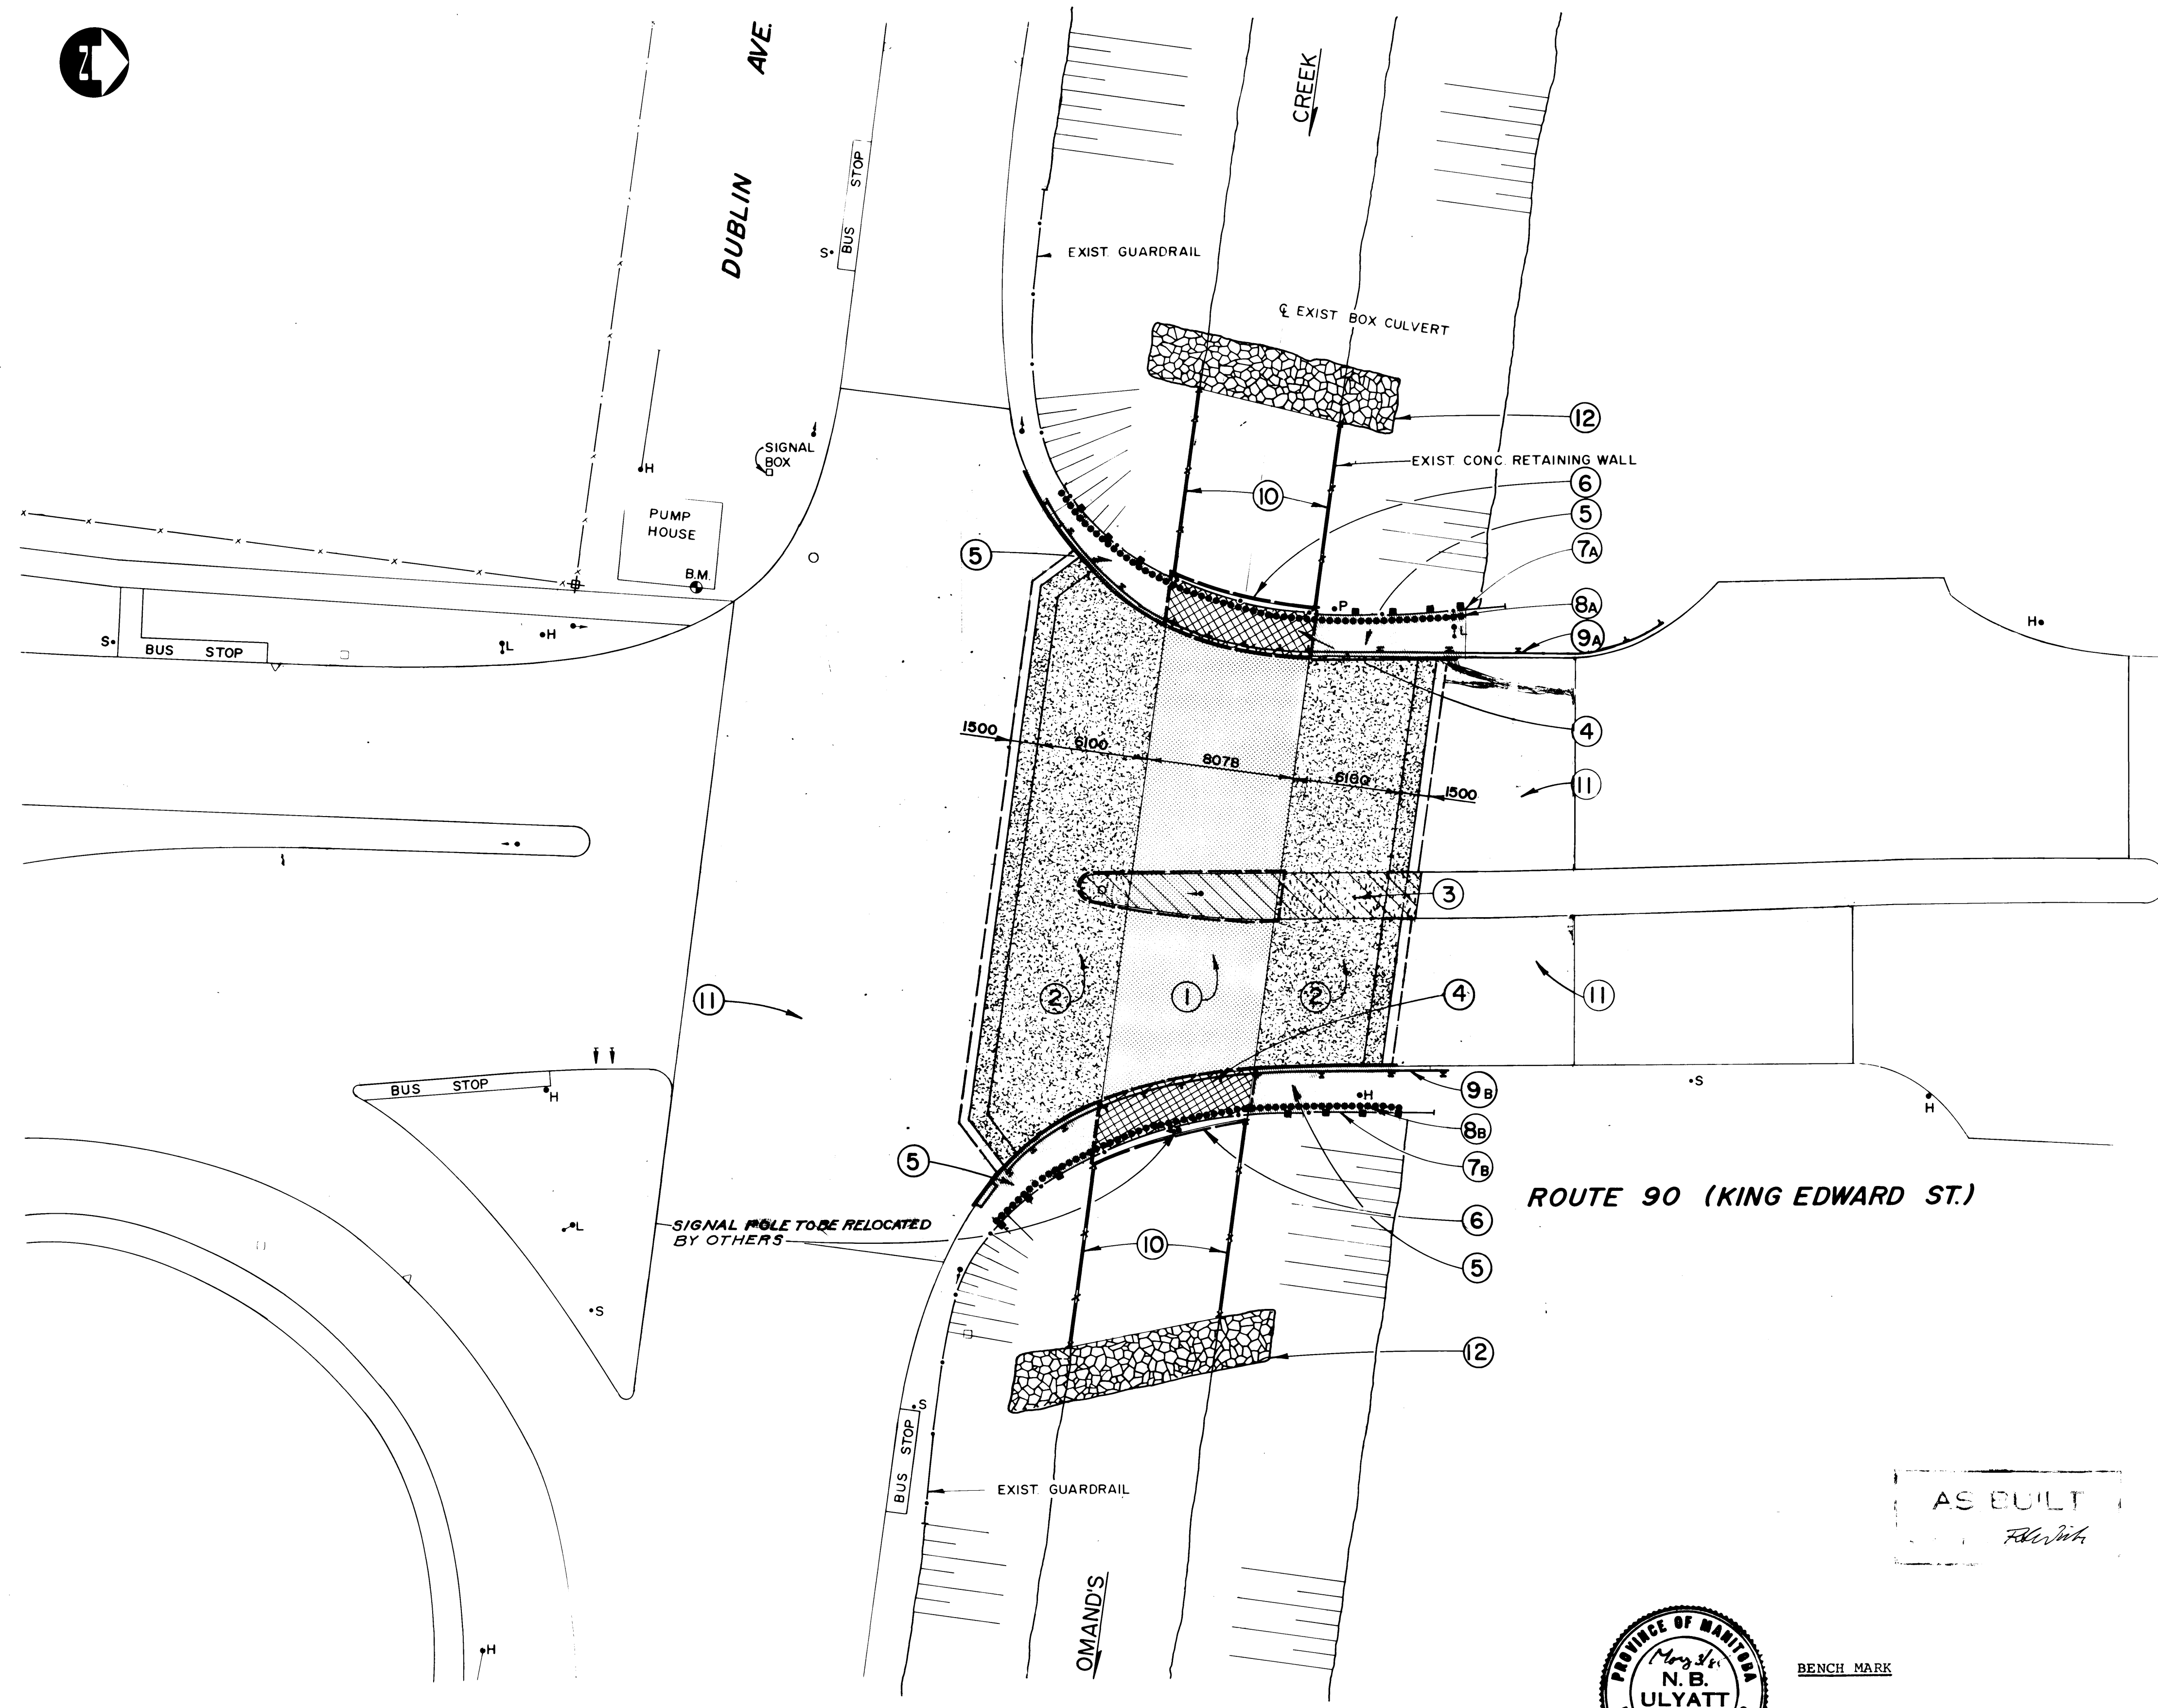 N
DUBLIN AVE.
CREEK
BUS STOP
S
EXIST. GUARDRAIL
℄ EXIST BOX CULVERT
12
SIGNAL
BOX
H
EXIST. CONC. RETAINING WALL
6
10
5
PUMP
HOUSE
7A
5
B.M.
P
8A
L
9A
H
S
BUS STOP
L
H
4
1500
6100
8078
6100
1500
11
3
2
1
2
4
11
11
BUS STOP
H
S
H
9B
H
8B
5
7B
ROUTE 90 (KING EDWARD ST.)
SIGNAL POLE TO BE RELOCATED
BY OTHERS
L
6
10
5
S
12
S
BUS STOP
EXIST. GUARDRAIL
AS BUILT
OMAND'S
H
PROVINCE OF MANITOBA
N. B.
ULYATT
BENCH MARK